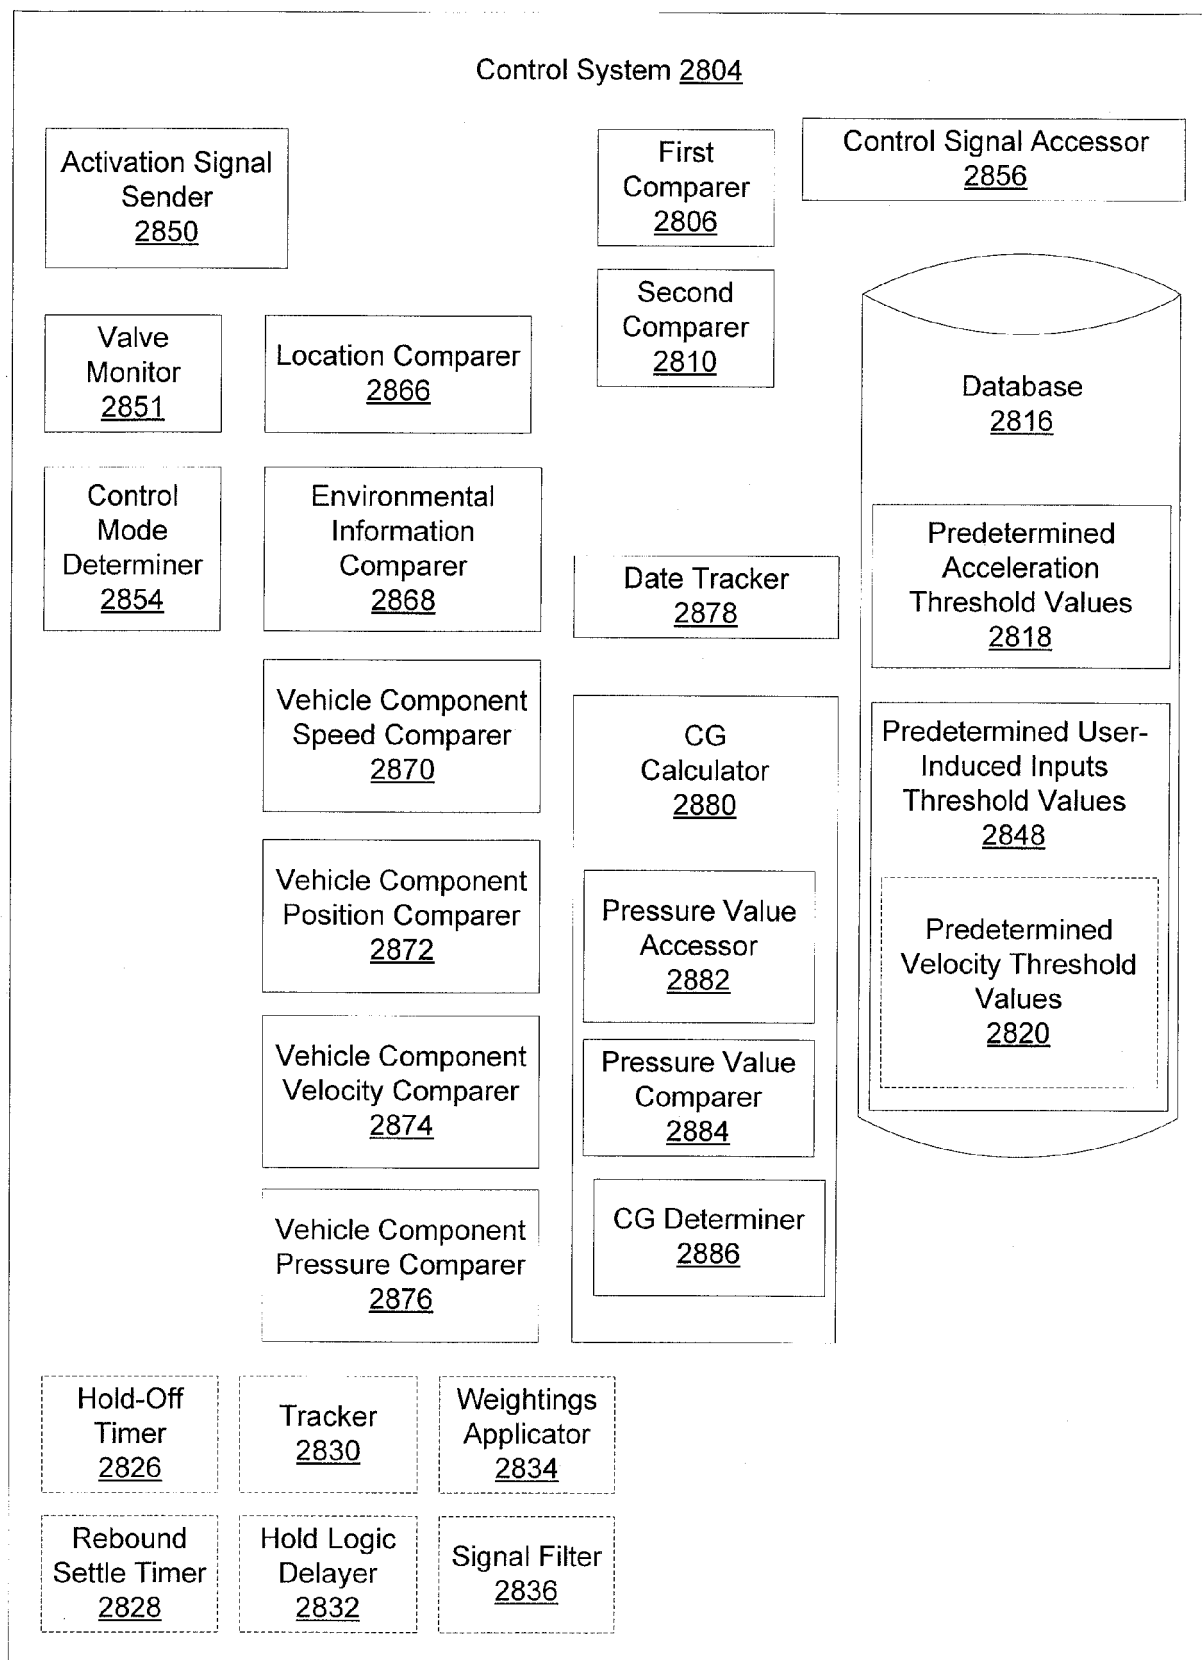 Control System 2804
Activation Signal
Sender
2850
First
Comparer
2806
Control Signal Accessor
2856
Second
Comparer
2810
Valve
Monitor
2851
Location Comparer
2866
Database
2816
Control
Mode
Determiner
2854
Environmental
Information
Comparer
2868
Date Tracker
2878
Predetermined
Acceleration
Threshold Values
2818
Vehicle Component
Speed Comparer
2870
CG
Calculator
2880
Predetermined User-
Induced Inputs
Threshold Values
2848
Vehicle Component
Position Comparer
2872
Pressure Value
Accessor
2882
Predetermined
Velocity Threshold
Values
2820
Vehicle Component
Velocity Comparer
2874
Pressure Value
Comparer
2884
Vehicle Component
Pressure Comparer
2876
CG Determiner
2886
Hold-Off
Timer
2826
Tracker
2830
Weightings
Applicator
2834
Rebound
Settle Timer
2828
Hold Logic
Delayer
2832
Signal Filter
2836